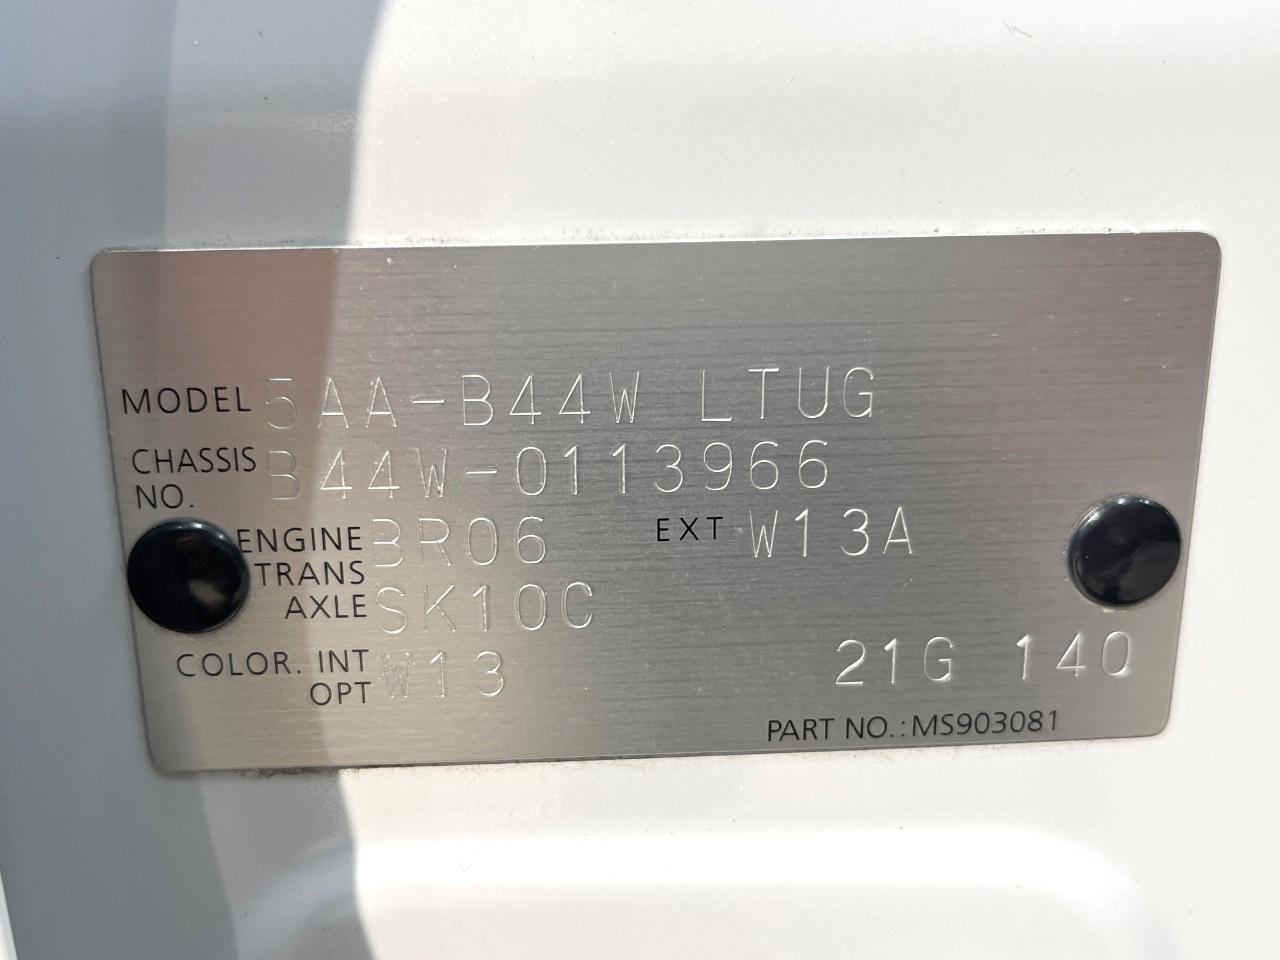 MODEL 5AA-B44W LTUG
CHASSIS NO. B44W-0113966
ENGINE BR06 EXT W13A
TRANS AXLE SK10C
COLOR. INT OPT W13 21G 140
PART NO.: MS903081